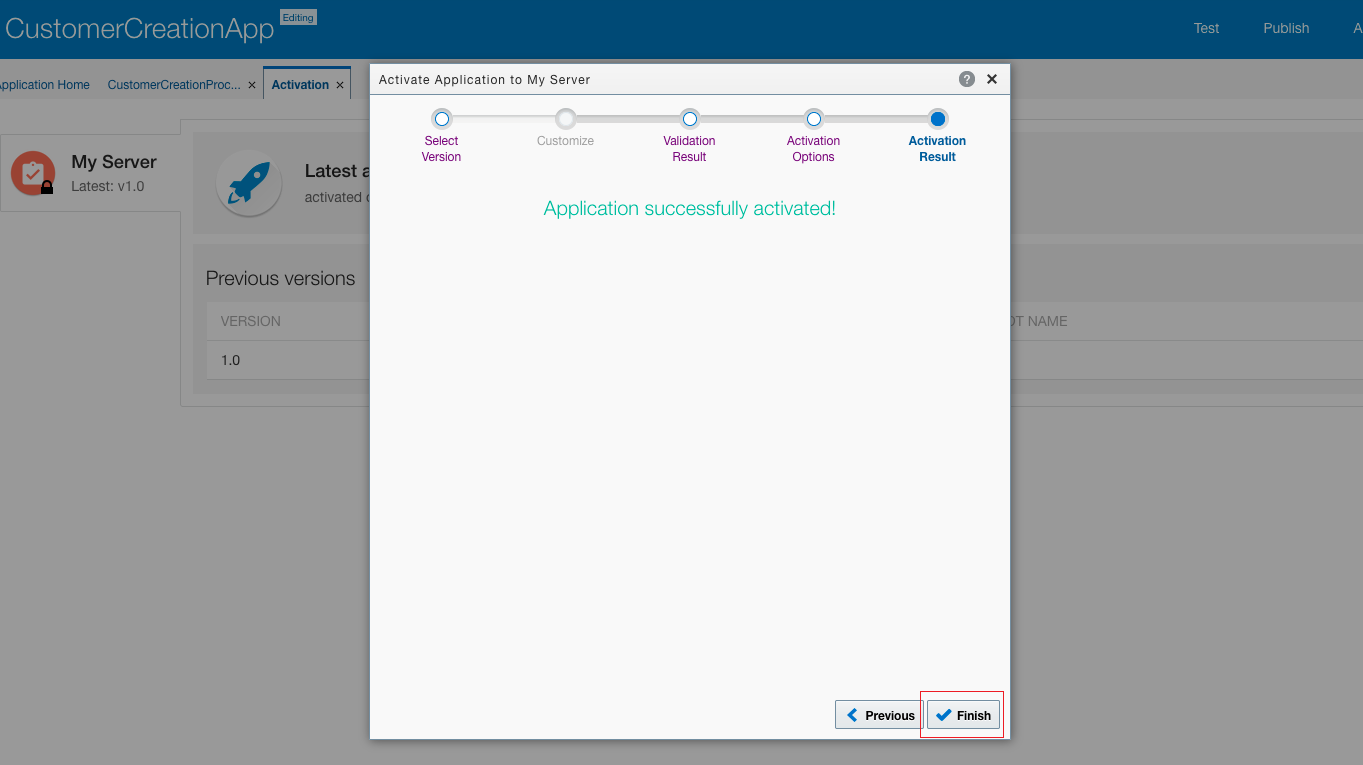 CustomerCreationApp Editing
Test Publish A
Application Home CustomerCreationProc... × Activation ×
Activate Application to My Server ? ×
Select Version
Customize
Validation Result
Activation Options
Activation Result
My Server
Latest: v1.0
Latest a
activated
Application successfully activated!
Previous versions
VERSION
OT NAME
1.0
Previous
Finish